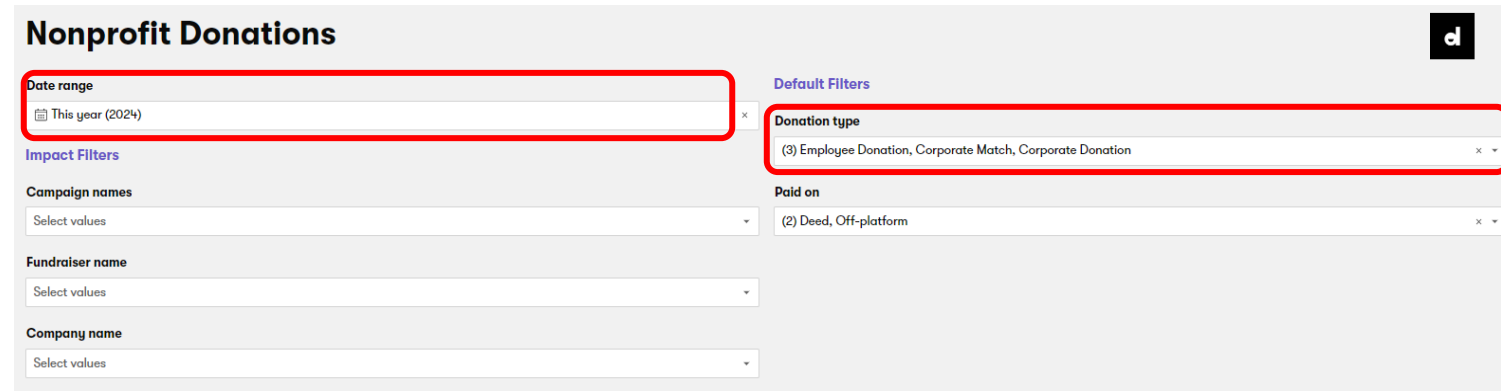 Nonprofit Donations
d
Date range
This year (2024)
×
Impact Filters
Campaign names
Select values
Fundraiser name
Select values
Company name
Select values
Default Filters
Donation type
(3) Employee Donation, Corporate Match, Corporate Donation
×
Paid on
(2) Deed, Off-platform
×